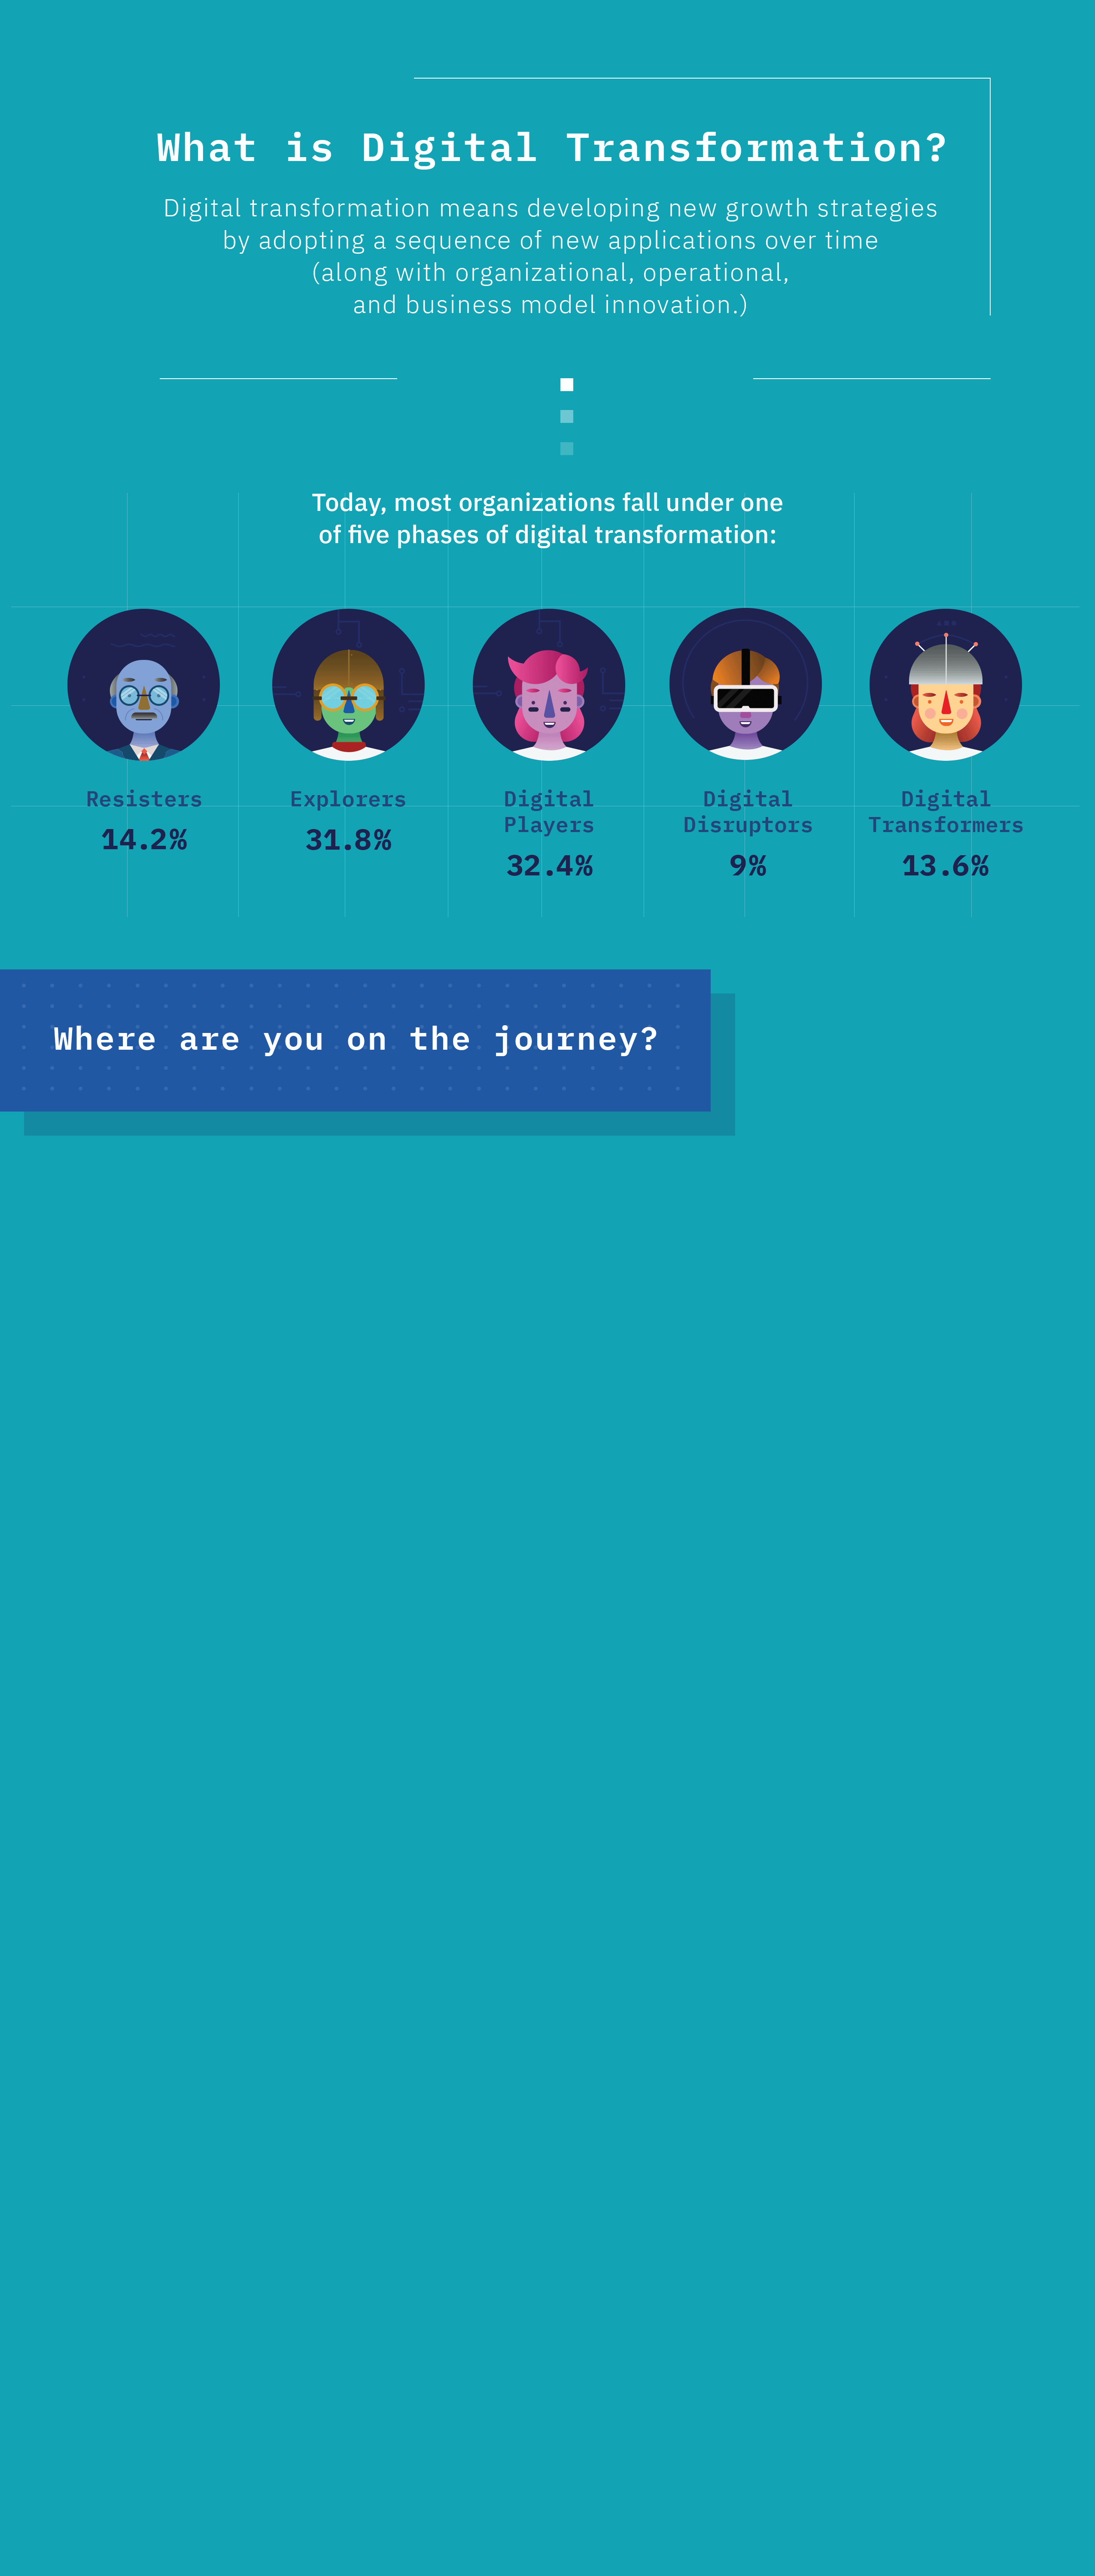 What is Digital Transformation?
Digital transformation means developing new growth strategies
by adopting a sequence of new applications over time
(along with organizational, operational,
and business model innovation.)
Today, most organizations fall under one
of five phases of digital transformation:
Resisters
14.2%
Explorers
31.8%
Digital
Players
32.4%
Digital
Disruptors
9%
Digital
Transformers
13.6%
Where are you on the journey?